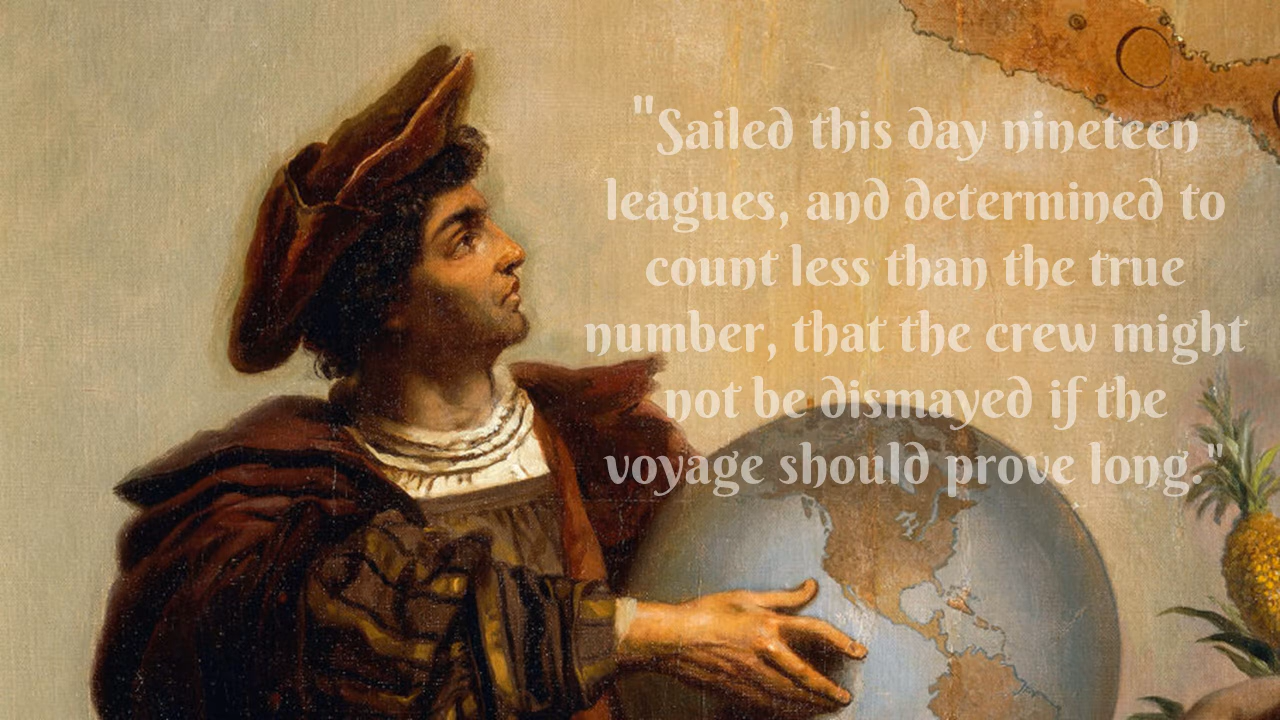 "Sailed this day nineteen
leagues, and determined to
count less than the true
number, that the crew might
not be dismayed if the
voyage should prove long."